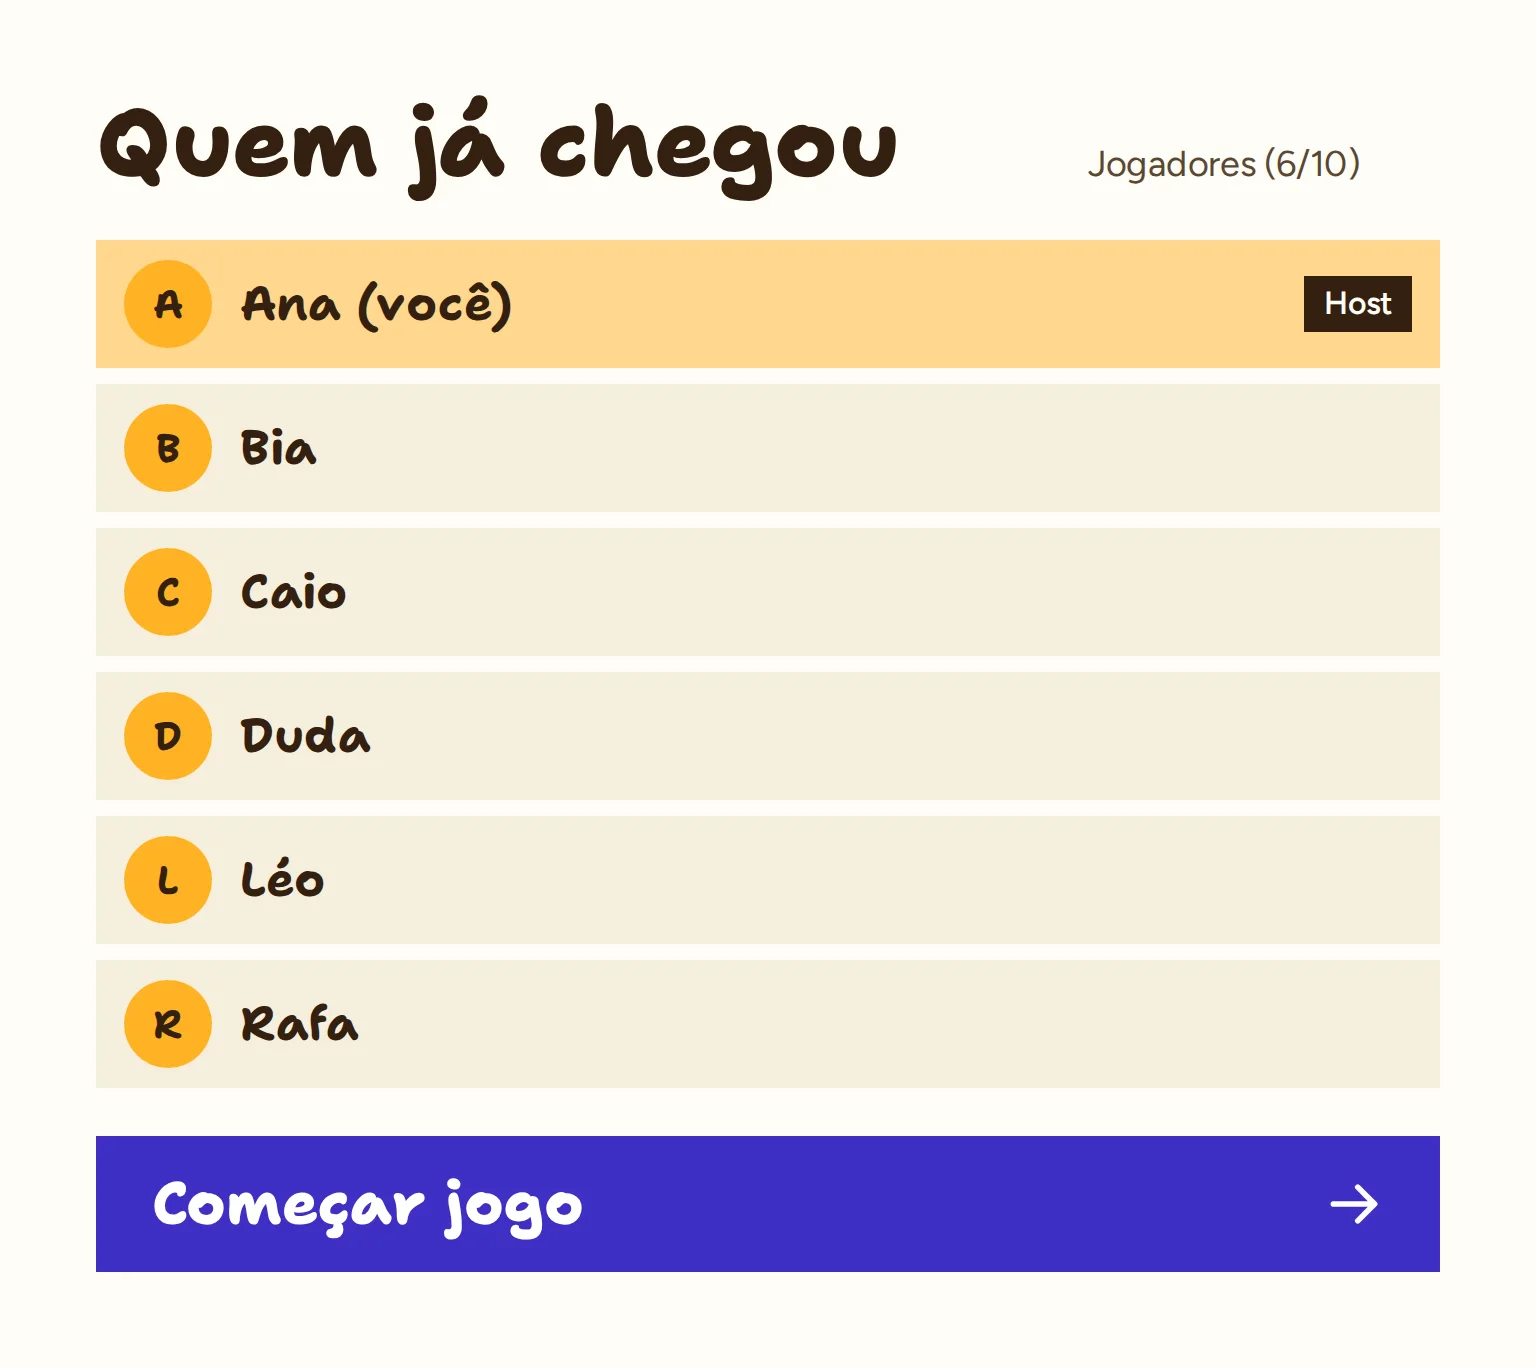 Quem já chegou
Jogadores (6/10)
A Ana (você) Host
B Bia
C Caio
D Duda
L Léo
R Rafa
Começar jogo